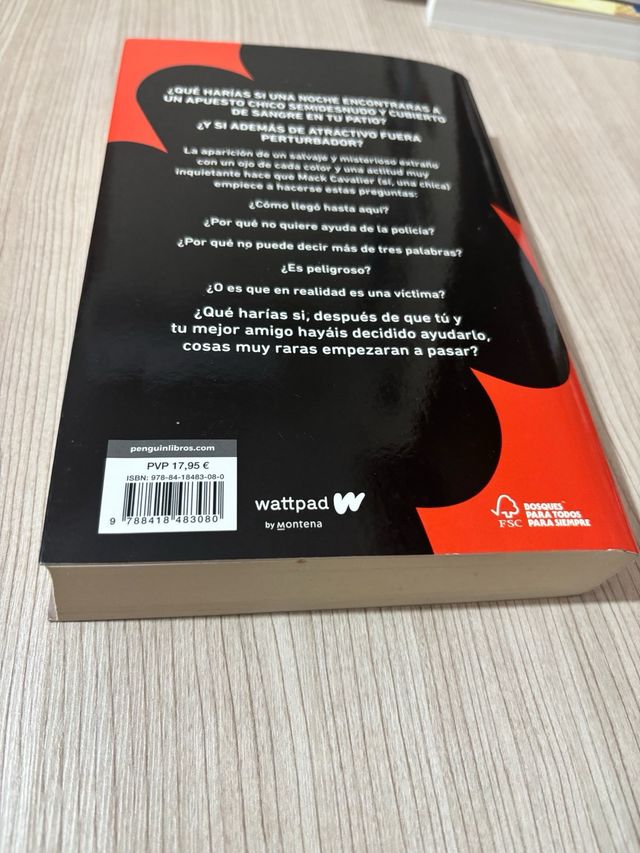 ¿QUÉ HARÍAS SI UNA NOCHE ENCONTRARAS A
UN APUESTO CHICO SEMIDESNUDO Y CUBIERTO
DE SANGRE EN TU PATIO?
¿Y SI ADEMÁS DE ATRACTIVO FUERA
PERTURBADOR?
La aparición de un salvaje y misterioso extraño
con un ojo de cada color y una actitud muy
inquietante hace que Mack Cavalier (sí, una chica)
empiece a hacerse estas preguntas:
¿Cómo llegó hasta aquí?
¿Por qué no quiere ayuda de la policía?
¿Por qué no puede decir más de tres palabras?
¿Es peligroso?
¿O es que en realidad es una víctima?
¿Qué harías si, después de que tú y
tu mejor amigo hayáis decidido ayudarlo,
cosas muy raras empezaran a pasar?
penguinlibros.com
PVP 17,95 €
ISBN: 978-84-18483-08-0
9 788418 483080
wattpad W
by Montena
FSC
BOSQUES
PARA TODOS
PARA SIEMPRE